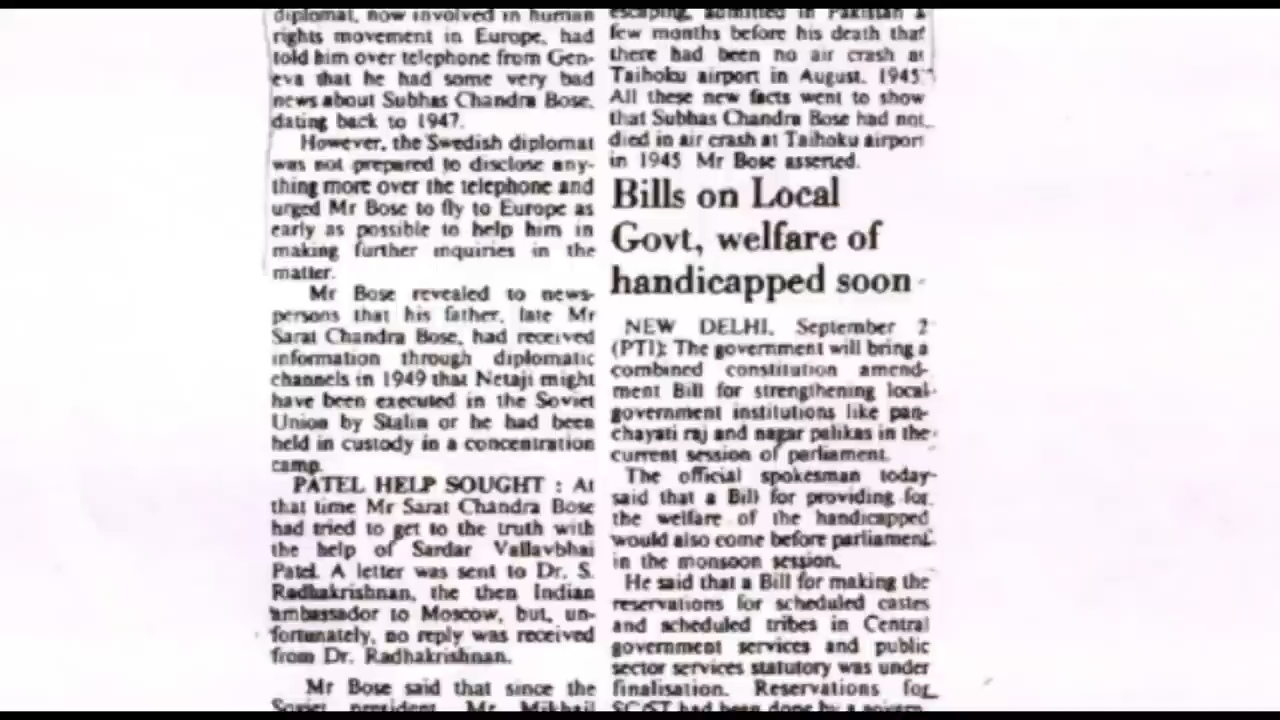 diplomat, now involved in human
rights movement in Europe, had
told him over telephone from Gen-
eva that he had some very bad
news about Subhas Chandra Bose,
dating back to 1947.
However, the Swedish diplomat
was not prepared to disclose any-
thing more over the telephone and
urged Mr Bose to fly to Europe as
early as possible to help him in
making further inquiries in the
matter.
Mr Bose revealed to news-
persons that his father, late Mr
Sarat Chandra Bose, had received
information through diplomatic
channels in 1949 that Netaji might
have been executed in the Soviet
Union by Stalin or he had been
held in custody in a concentration
camp.
PATEL HELP SOUGHT : At
that time Mr Sarat Chandra Bose
had tried to get to the truth with
the help of Sardar Vallavbhai
Patel. A letter was sent to Dr. S.
Radhakrishnan, the then Indian
ambassador to Moscow, but, un-
fortunately, no reply was received
from Dr. Radhakrishnan.
Mr Bose said that since the
Soviet president, Mr. Mikhail
escaping, admitted in Pakistan a
few months before his death that
there had been no air crash at
Taihoku airport in August, 1945
All these new facts went to show
that Subhas Chandra Bose had not
died in air crash at Taihoku airport
in 1945 Mr Bose asserted.
Bills on Local
Govt, welfare of
handicapped soon
NEW DELHI, September 2
(PTI): The government will bring a
combined constitution amend-
ment Bill for strengthening local
government institutions like pan-
chayati raj and nagar palikas in the
current session of parliament.
The official spokesman today
said that a Bill for providing for
the welfare of the handicapped
would also come before parliament
in the monsoon session.
He said that a Bill for making the
reservations for scheduled castes
and scheduled tribes in Central
government services and public
sector services statutory was under
finalisation. Reservations for
SC/ST had been done by a govern